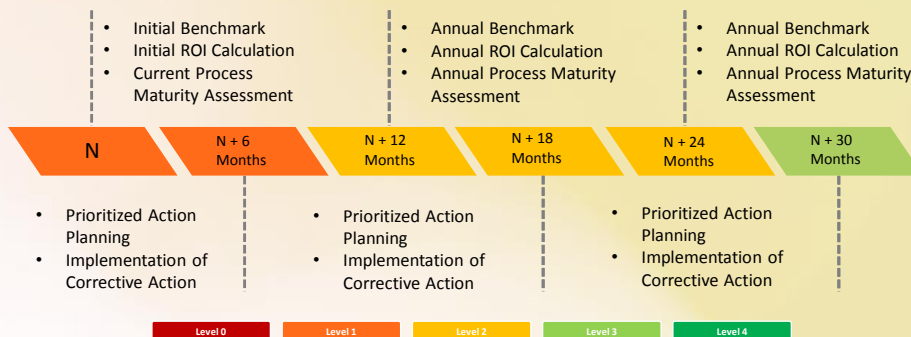 • Initial Benchmark
• Initial ROI Calculation
• Current Process
Maturity Assessment
• Annual Benchmark
• Annual ROI Calculation
• Annual Process Maturity
Assessment
• Annual Benchmark
• Annual ROI Calculation
• Annual Process Maturity
Assessment
N
N + 6
Months
N + 12
Months
N + 18
Months
N + 24
Months
N + 30
Months
• Prioritized Action
Planning
• Implementation of
Corrective Action
• Prioritized Action
Planning
• Implementation of
Corrective Action
• Prioritized Action
Planning
• Implementation of
Corrective Action
Level 0
Level 1
Level 2
Level 3
Level 4